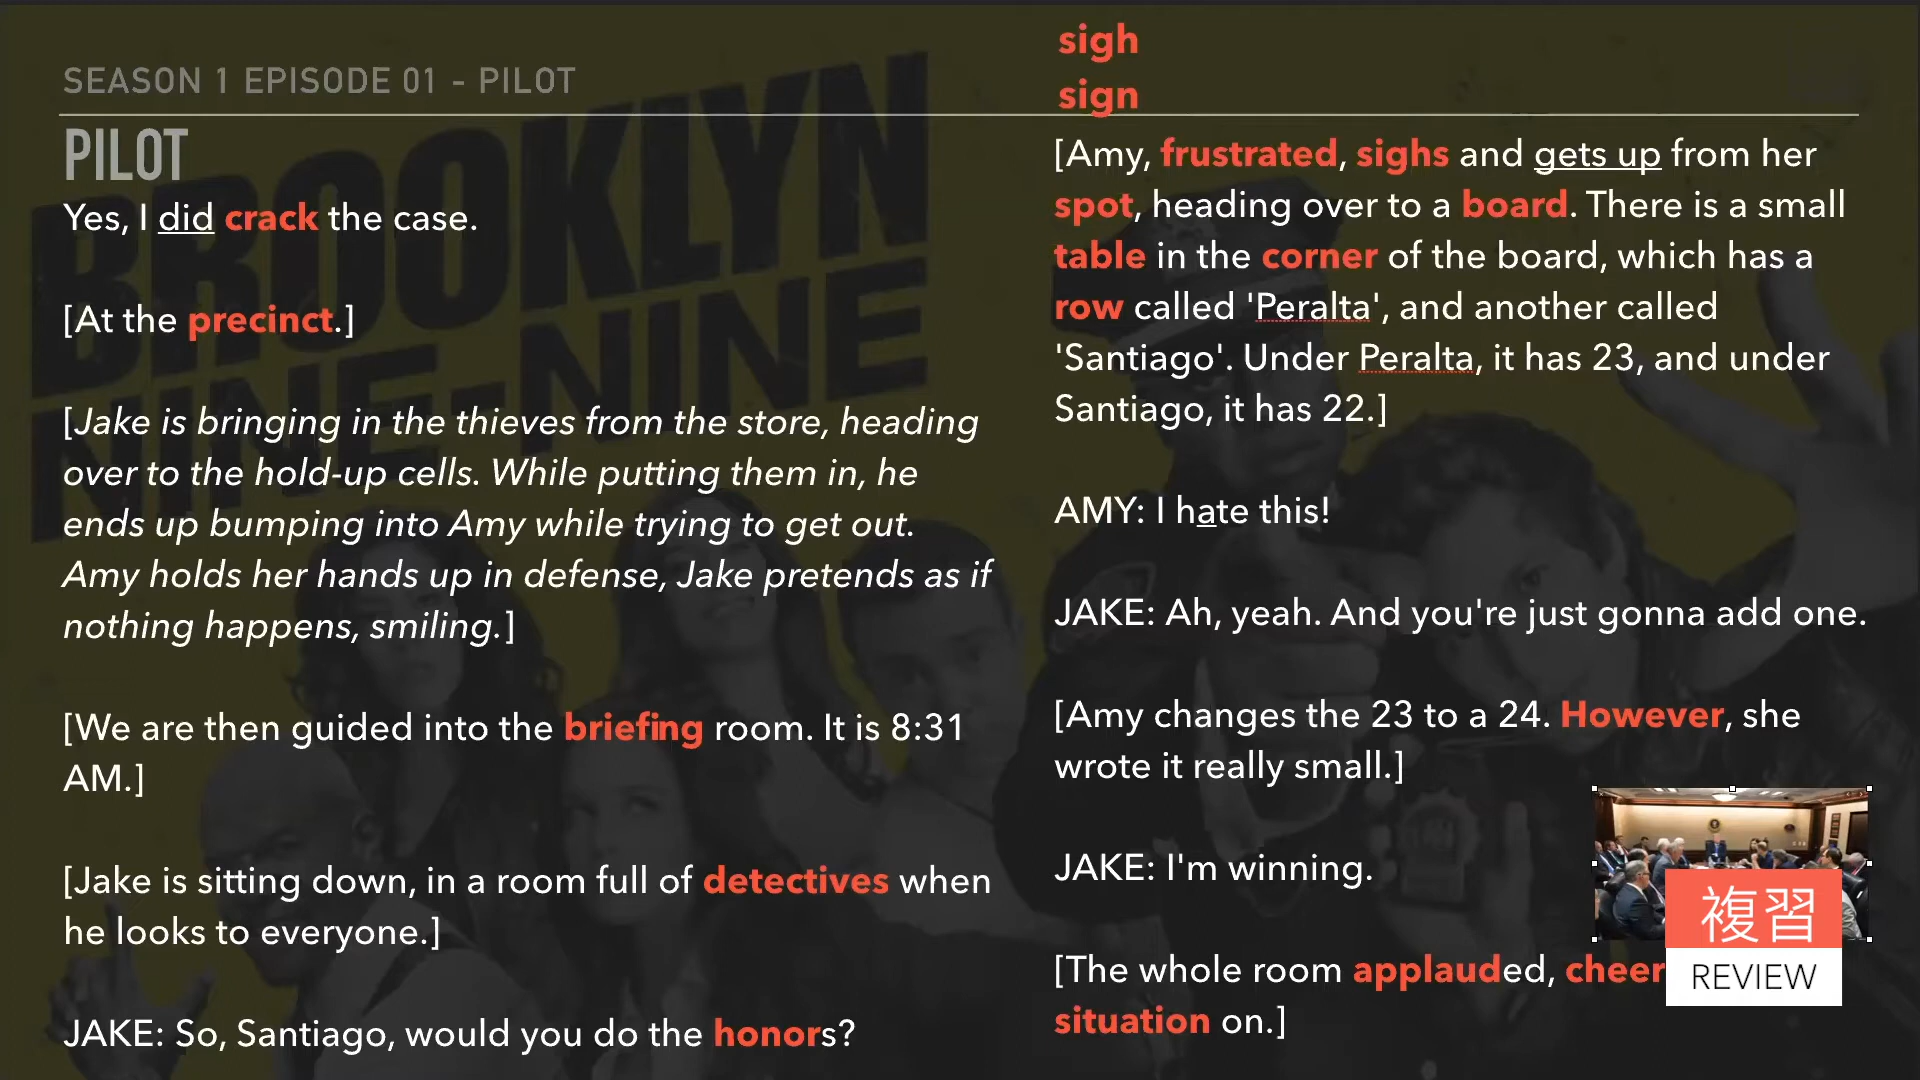 SEASON 1 EPISODE 01 - PILOT
PILOT
BROOKLYN
NINE-NINE
Yes, I did crack the case.
[At the precinct.]
[Jake is bringing in the thieves from the store, heading
over to the hold-up cells. While putting them in, he
ends up bumping into Amy while trying to get out.
Amy holds her hands up in defense, Jake pretends as if
nothing happens, smiling.]
[We are then guided into the briefing room. It is 8:31
AM.]
[Jake is sitting down, in a room full of detectives when
he looks to everyone.]
JAKE: So, Santiago, would you do the honors?
sigh
sign
[Amy, frustrated, sighs and gets up from her
spot, heading over to a board. There is a small
table in the corner of the board, which has a
row called 'Peralta', and another called
'Santiago'. Under Peralta, it has 23, and under
Santiago, it has 22.]
AMY: I hate this!
JAKE: Ah, yeah. And you're just gonna add one.
[Amy changes the 23 to a 24. However, she
wrote it really small.]
JAKE: I'm winning.
[The whole room applauded, cheer
situation on.]
複習
REVIEW